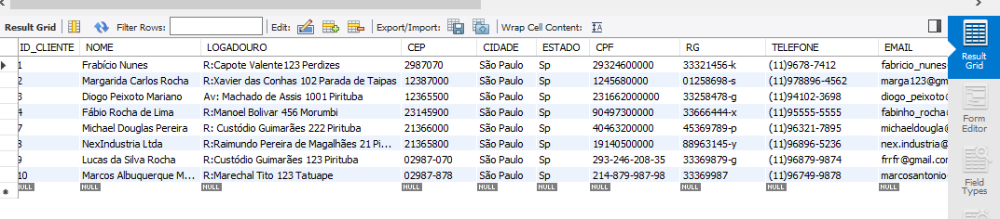 Result Grid Filter Rows: Edit: Export/Import: Wrap Cell Content: IA
ID_CLIENTE NOME LOGADOURO CEP CIDADE ESTADO CPF RG TELEFONE EMAIL
1 Frabício Nunes R:Capote Valente123 Perdizes 2987070 São Paulo Sp 29324600000 33321456-k (11)9678-7412 fabricio_nunes
2 Margarida Carlos Rocha R:Xavier das Conhas 102 Parada de Taipas 12387000 São Paulo Sp 1245680000 01258698-s (11)978896-4562 marga123@gm
3 Diogo Peixoto Mariano Av: Machado de Assis 1001 Pirituba 12365500 São Paulo Sp 231662000000 33258478-g (11)94102-3698 diogo_peixoto
4 Fábio Rocha de Lima R:Manoel Bolivar 456 Morumbi 23145900 São Paulo Sp 90497300000 33666444-x (11)95555-5555 fabinho_rocha@
7 Michael Douglas Pereira R: Custódio Guimarães 222 Pirituba 21366000 São Paulo Sp 40463200000 45369789-p (11)96321-7895 michaeldougla@
8 NexIndustria Ltda R:Raimundo Pereira de Magalhães 21 Pi... 21365800 São Paulo Sp 19140500000 88963145-y (11)96896-5236 nex.industria@
9 Lucas da Silva Rocha R:Custódio Guimarães 123 Pirituba 02987-070 São Paulo Sp 293-246-208-35 33369879-g (11)96879-9874 frrfr@gmail.com
10 Marcos Albuquerque M... R:Marechal Tito 123 Tatuape 02987-878 São Paulo Sp 214-879-987-98 33369987 (11)96749-9878 marcosantonio
NULL NULL NULL NULL NULL NULL NULL NULL NULL NULL
Result
Grid
Form
Editor
Field
Types